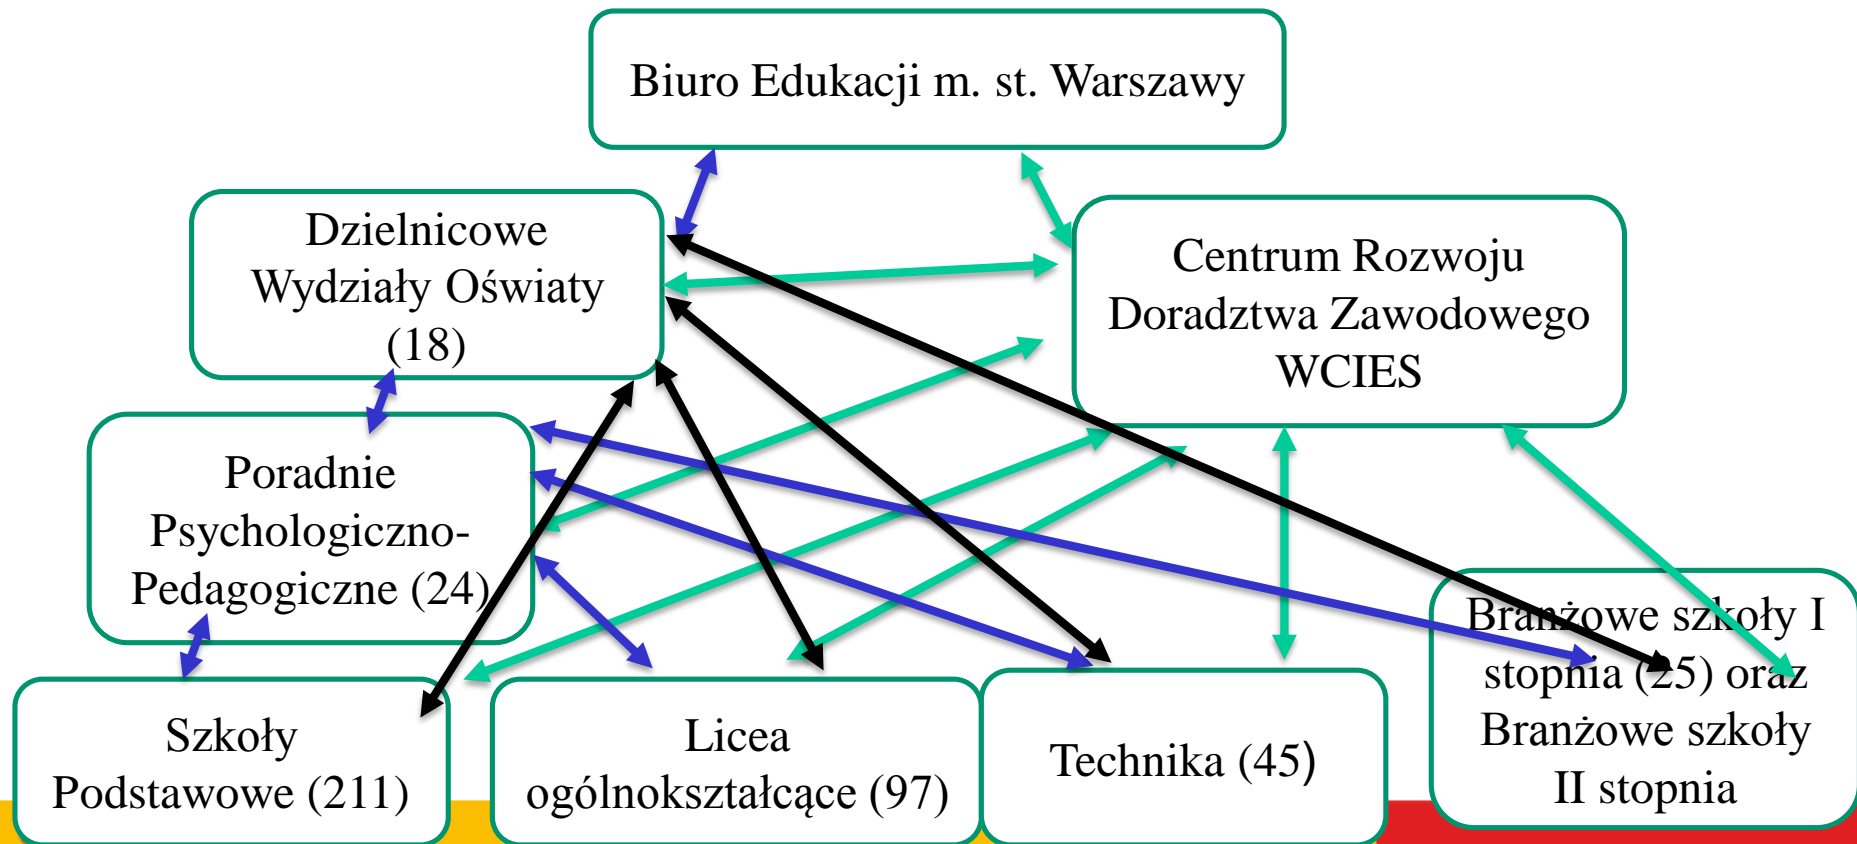 Biuro Edukacji m. st. Warszawy
Dzielnicowe
Wydziały Oświaty
(18)
Centrum Rozwoju
Doradztwa Zawodowego
WCIES
Poradnie
Psychologiczno-
Pedagogiczne (24)
Szkoły
Podstawowe (211)
Licea
ogólnokształcące (97)
Technika (45)
Branżowe szkoły I
stopnia (25) oraz
Branżowe szkoły
II stopnia